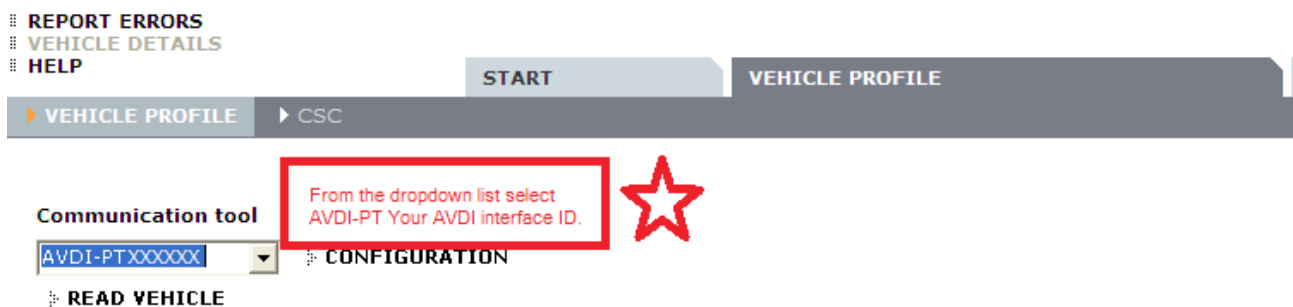 REPORT ERRORS
VEHICLE DETAILS
HELP
START
VEHICLE PROFILE
VEHICLE PROFILE
CSC
From the dropdown list select
AVDI-PT Your AVDI interface ID.
Communication tool
AVDI-PTXXXXXX
CONFIGURATION
READ VEHICLE